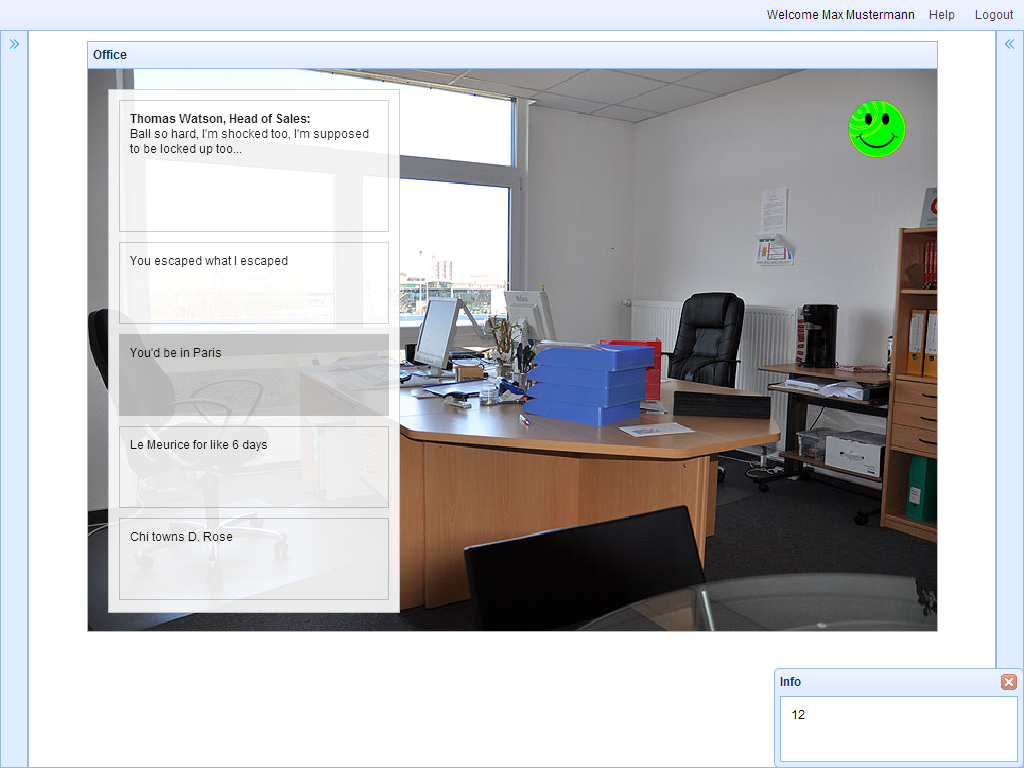 Welcome Max Mustermann Help Logout
Office
Thomas Watson, Head of Sales:
Ball so hard, I'm shocked too, I'm supposed
to be locked up too...
You escaped what I escaped
You'd be in Paris
Le Meurice for like 6 days
Chi towns D. Rose
Info
12